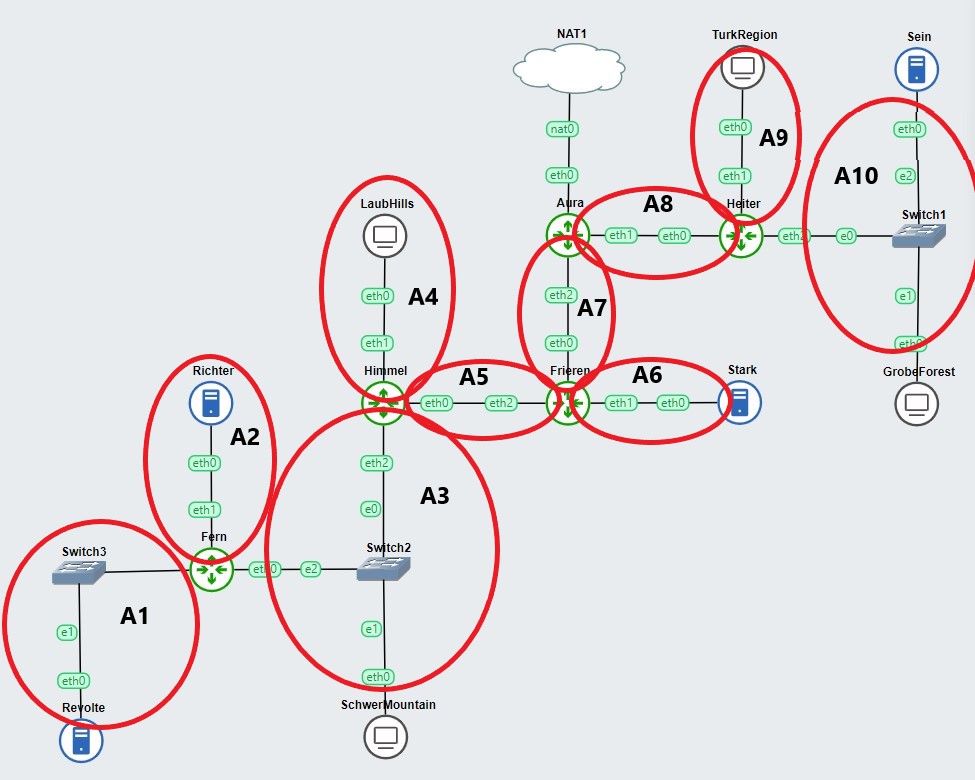 NAT1
TurkRegion
Sein
nat0
eth0
A9
eth0
A10
eth0
eth1
e2
LaubHills
Aura
A8
Heiter
Switch1
eth1
eth0
eth2
e0
eth0
A4
eth2
A7
e1
eth1
eth0
eth0
Richter
Himmel
A5
Frieren
A6
Stark
GrobeForest
eth0
eth2
eth1
eth0
A2
eth0
eth2
A3
eth1
e0
Fern
Switch3
Switch2
eth0
e2
A1
e1
e1
eth0
eth0
Revolte
SchwerMountain